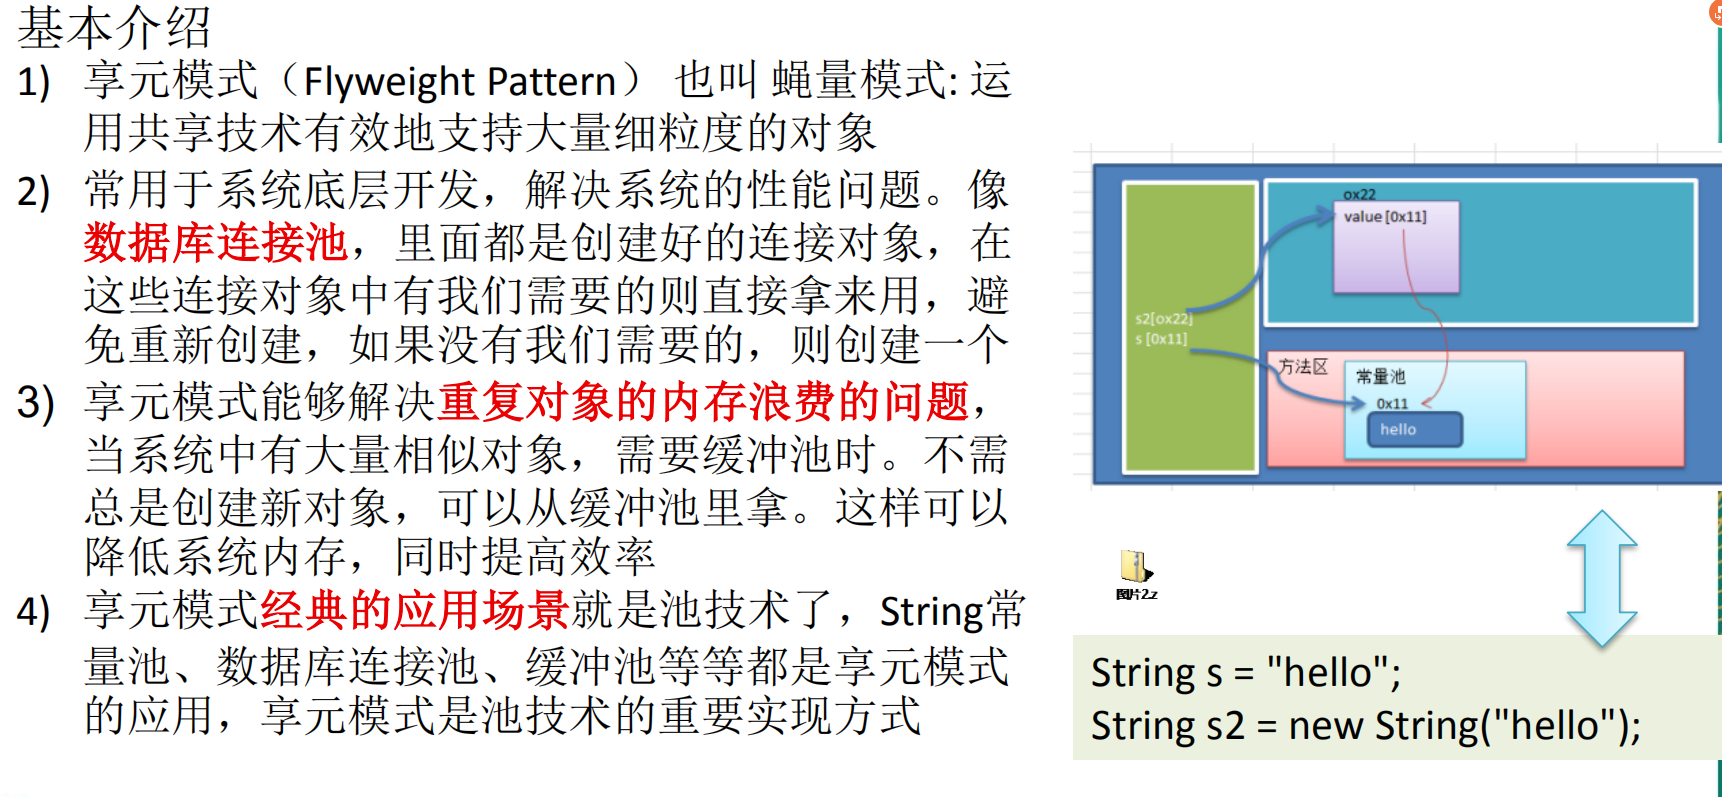 基本介绍
1) 享元模式（Flyweight Pattern） 也叫 蝇量模式: 运
用共享技术有效地支持大量细粒度的对象
2) 常用于系统底层开发，解决系统的性能问题。像
数据库连接池，里面都是创建好的连接对象，在
这些连接对象中有我们需要的则直接拿来用，避
免重新创建，如果没有我们需要的，则创建一个
3) 享元模式能够解决重复对象的内存浪费的问题，
当系统中有大量相似对象，需要缓冲池时。不需
总是创建新对象，可以从缓冲池里拿。这样可以
降低系统内存，同时提高效率
4) 享元模式经典的应用场景就是池技术了，String常
量池、数据库连接池、缓冲池等等都是享元模式
的应用，享元模式是池技术的重要实现方式
ox22
value [0x11]
s2[ox22]
s [0x11]
方法区
常量池
0x11
hello
图片2.z
String s = "hello";
String s2 = new String("hello");